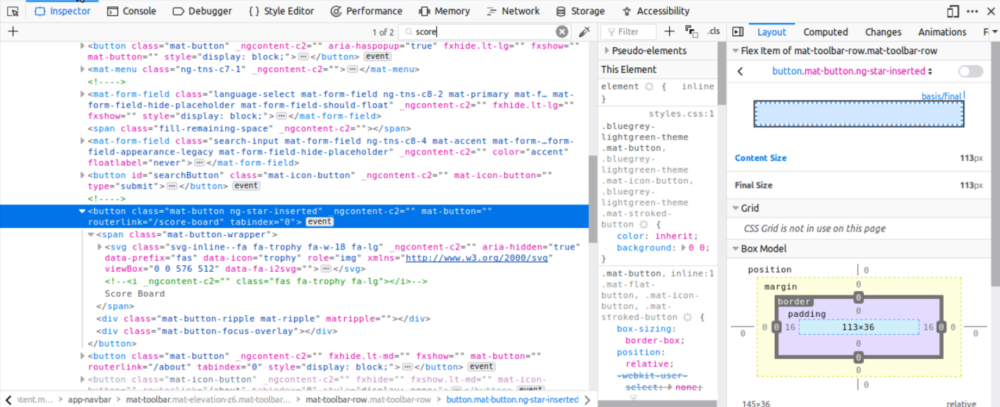 Inspector Console Debugger Style Editor Performance Memory Network Storage Accessibility
1 of 2 score
<button class="mat-button" _ngcontent-c2="" aria-haspopup="true" fxhide.lt-lg="" fxshow=""
mat-button="" style="display: block;"> </button> event
<mat-menu class="ng-tns-c7-1" _ngcontent-c2=""> </mat-menu>
<!---->
<mat-form-field class="language-select mat-form-field ng-tns-c8-2 mat-primary mat-f… mat-
form-field-hide-placeholder mat-form-field-should-float" _ngcontent-c2="" fxhide.lt-lg=""
fxshow="" style="display: block;"> </mat-form-field>
<span class="fill-remaining-space" _ngcontent-c2=""></span>
<mat-form-field class="search-input mat-form-field ng-tns-c8-4 mat-accent mat-form-…form-
field-appearance-legacy mat-form-field-hide-placeholder" _ngcontent-c2="" color="accent"
floatlabel="never"> </mat-form-field>
<button id="searchButton" class="mat-icon-button" _ngcontent-c2="" mat-icon-button=""
type="submit"> </button> event
<!---->
<button class="mat-button ng-star-inserted" _ngcontent-c2="" mat-button=""
routerlink="/score-board" tabindex="0"> event
<span class="mat-button-wrapper">
<svg class="svg-inline--fa fa-trophy fa-w-18 fa-lg" _ngcontent-c2="" aria-hidden="true"
data-prefix="fas" data-icon="trophy" role="img" xmlns="http://www.w3.org/2000/svg"
viewBox="0 0 576 512" data-fa-i2svg=""> </svg>
<!--<i _ngcontent-c2="" class="fas fa-trophy fa-lg"></i>-->
Score Board
</span>
<div class="mat-button-ripple mat-ripple" matripple=""></div>
<div class="mat-button-focus-overlay"></div>
</button>
<button class="mat-button" _ngcontent-c2="" fxhide.lt-md="" fxshow="" mat-button=""
routerlink="/about" tabindex="0" style="display: block;"> </button> event
<mat-icon-button" _ngcontent-c2="" fxhide="" fxshow.lt-md="" mat-icon-
tent.m… app-navbar mat-toolbar.mat-elevation-z6.mat-toolbar… mat-toolbar-row.mat-toolbar-row button.mat-button.ng-star-inserted
Filter .cls
Pseudo-elements
This Element
element { inline
}
styles.css:1
.bluegrey-
lightgreen-theme
.mat-button,
.bluegrey-
lightgreen-theme
.mat-icon-button,
.bluegrey-
lightgreen-theme
.mat-stroked-
button {
color: inherit;
background: 0 0;
}
.mat-button, inline:1
.mat-flat-
button, .mat-icon-
button, .mat-
stroked-button {
box-sizing:
border-box;
position:
relative;
-webkit-user-
select: none;
Layout Computed Changes Animations F
Flex Item of mat-toolbar-row.mat-toolbar-row
button.mat-button.ng-star-inserted
basis/final
Content Size 113px
Final Size 113px
Grid
CSS Grid is not in use on this page
Box Model
position 0
margin 0
border 0
padding 0
0 0 0 16 113×36 16 0 0 0
0
0
0
0
145×36 relative